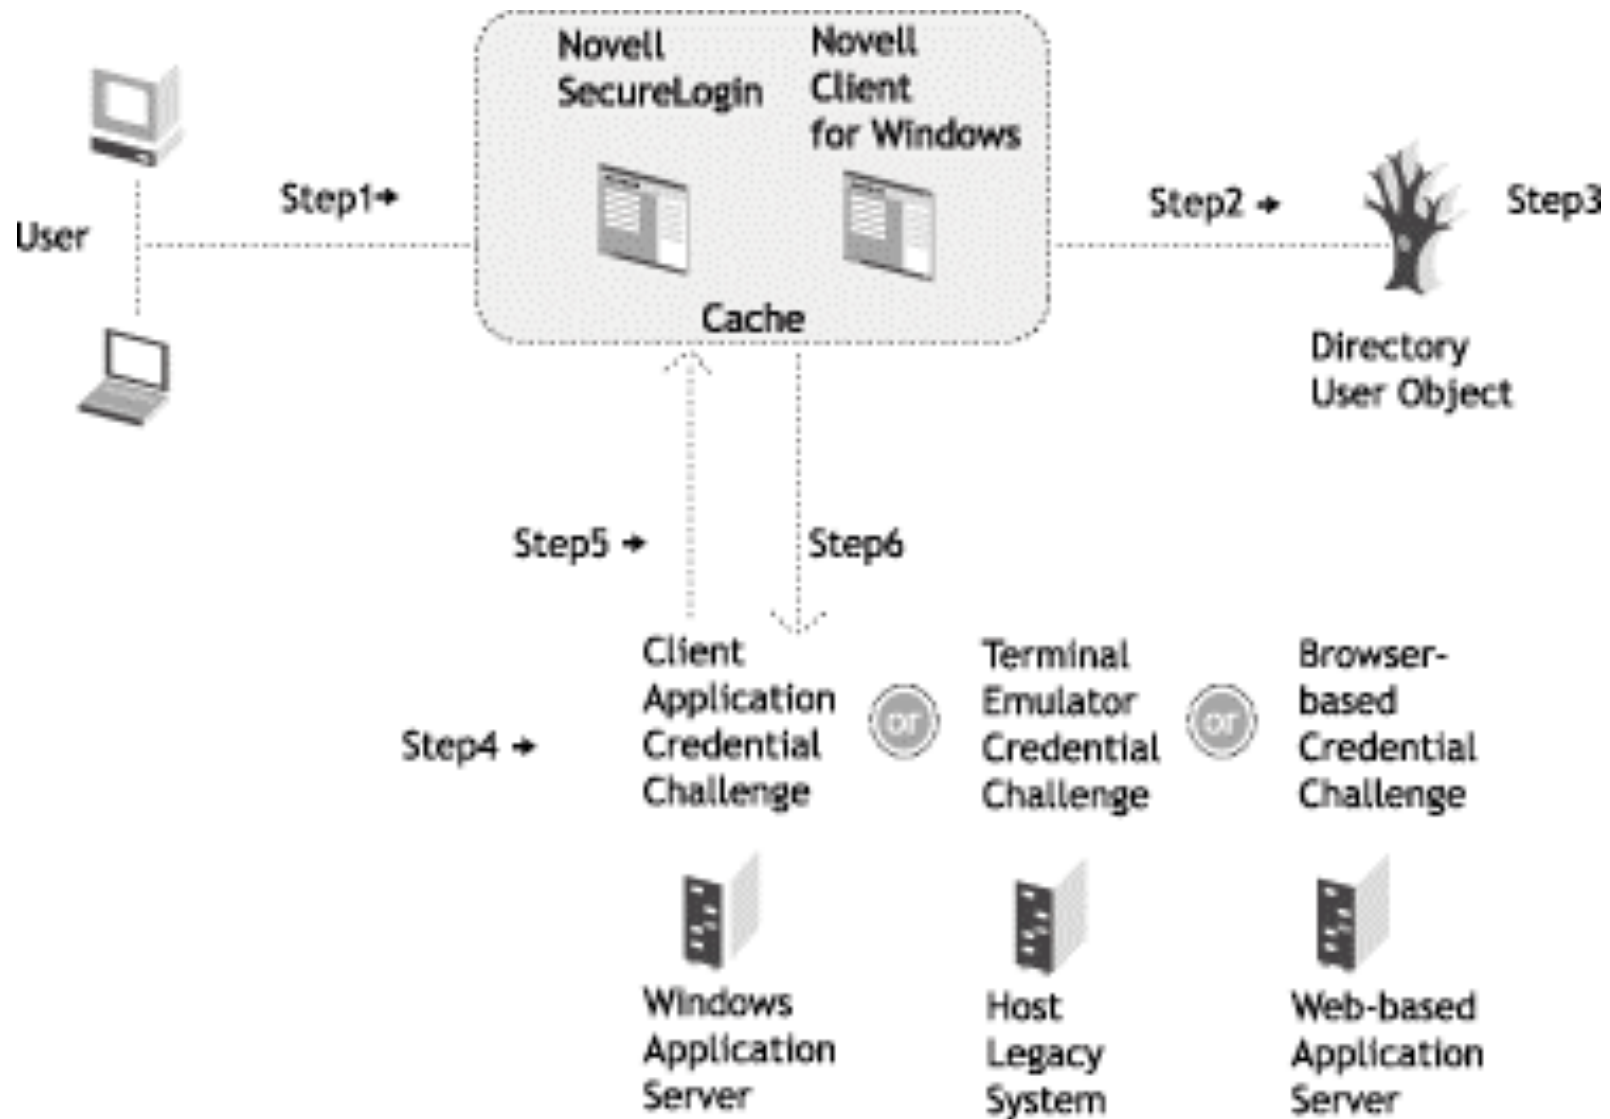 Novell
SecureLogin
Novell
Client
for Windows
Step1→
User
Step2 →
Step3
Cache
Directory
User Object
Step5 →
Step6
Client
Application
Credential
Challenge
or
Terminal
Emulator
Credential
Challenge
or
Browser-
based
Credential
Challenge
Step4 →
Windows
Application
Server
Host
Legacy
System
Web-based
Application
Server